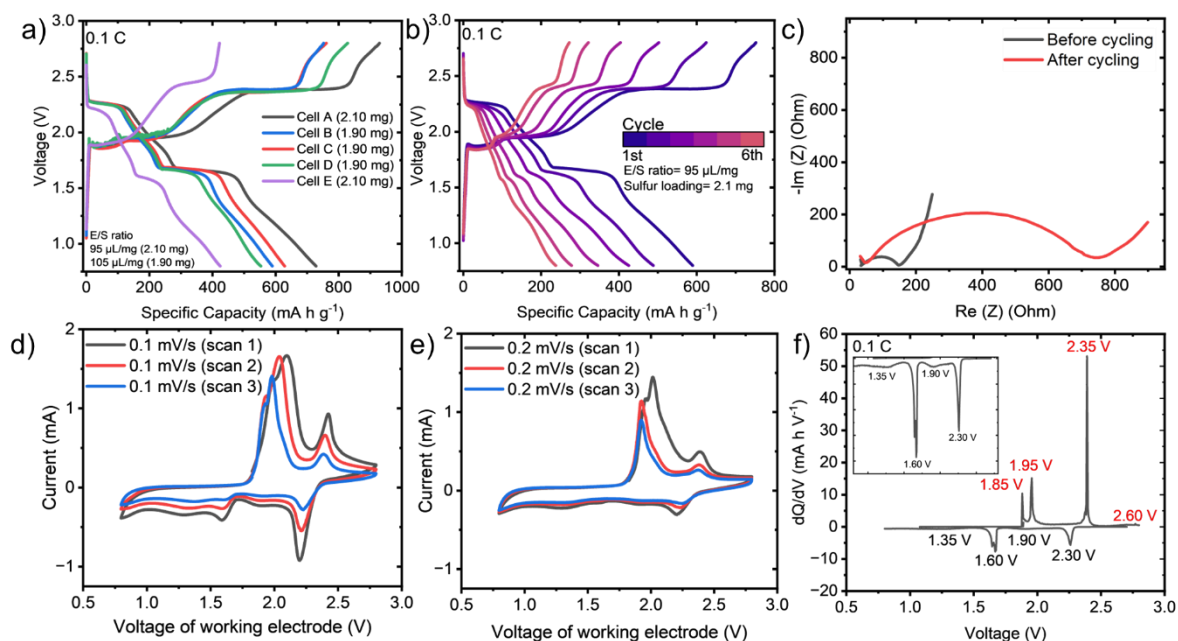 a)
0.1 C
Voltage (V)
2.5
2.0
1.5
1.0
Cell A (2.10 mg)
Cell B (1.90 mg)
Cell C (1.90 mg)
Cell D (1.90 mg)
Cell E (2.10 mg)
E/S ratio
95 µL/mg (2.10 mg)
105 µL/mg (1.90 mg)
0 200 400 600 800 1000
Specific Capacity (mA h g⁻¹)
b)
0.1 C
Voltage (V)
2.5
2.0
1.5
1.0
Cycle
1st 6th
E/S ratio= 95 µL/mg
Sulfur loading= 2.1 mg
0 200 400 600 800
Specific Capacity (mA h g⁻¹)
c)
Before cycling
After cycling
-Im (Z) (Ohm)
800
600
400
200
0
200 400 600 800
Re (Z) (Ohm)
d)
0.1 mV/s (scan 1)
0.1 mV/s (scan 2)
0.1 mV/s (scan 3)
Current (mA)
2
1
0
−1
0.5 1.0 1.5 2.0 2.5 3.0
Voltage of working electrode (V)
e)
0.2 mV/s (scan 1)
0.2 mV/s (scan 2)
0.2 mV/s (scan 3)
Current (mA)
2
1
0
−1
0.5 1.0 1.5 2.0 2.5 3.0
Voltage of working electrode (V)
f)
0.1 C
dQ/dV (mA h V⁻¹)
60
50
40
30
20
10
0
−10
−20
1.35 V
1.90 V
1.60 V
2.30 V
2.35 V
1.95 V
1.85 V
2.60 V
1.35 V
1.90 V
2.30 V
1.60 V
0.5 1.0 1.5 2.0 2.5 3.0
Voltage (V)